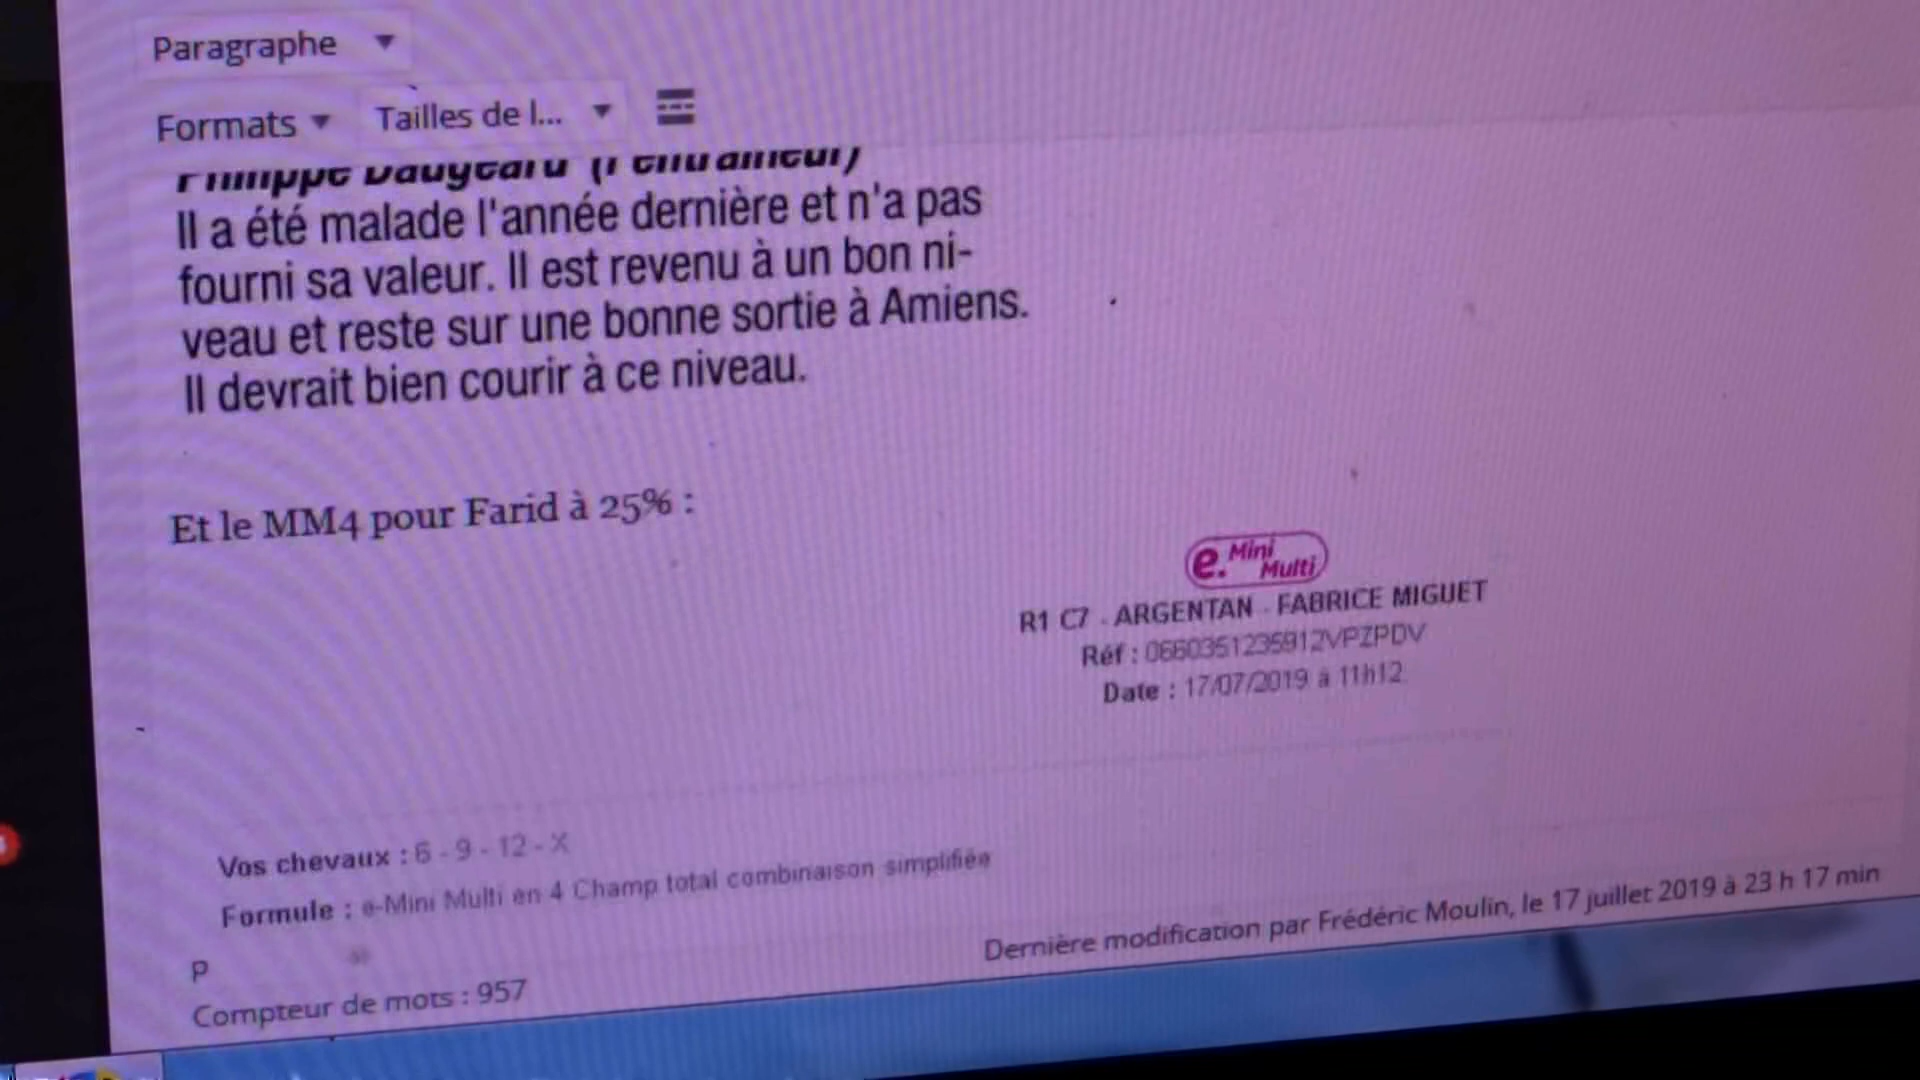 Paragraphe
Formats
Tailles de l...
Il a été malade l'année dernière et n'a pas
fourni sa valeur. Il est revenu à un bon ni-
veau et reste sur une bonne sortie à Amiens.
Il devrait bien courir à ce niveau.
Et le MM4 pour Farid à 25% :
e. Mini Multi
R1 C7 - ARGENTAN - FABRICE MIGUET
Réf : 0660351235912VPZPDV
Date : 17/07/2019 à 11h12
Vos chevaux : 6 - 9 - 12 - X
Formule : e-Mini Multi en 4 Champ total combinaison simplifiée
P
Compteur de mots : 957
Dernière modification par Frédéric Moulin, le 17 juillet 2019 à 23 h 17 min